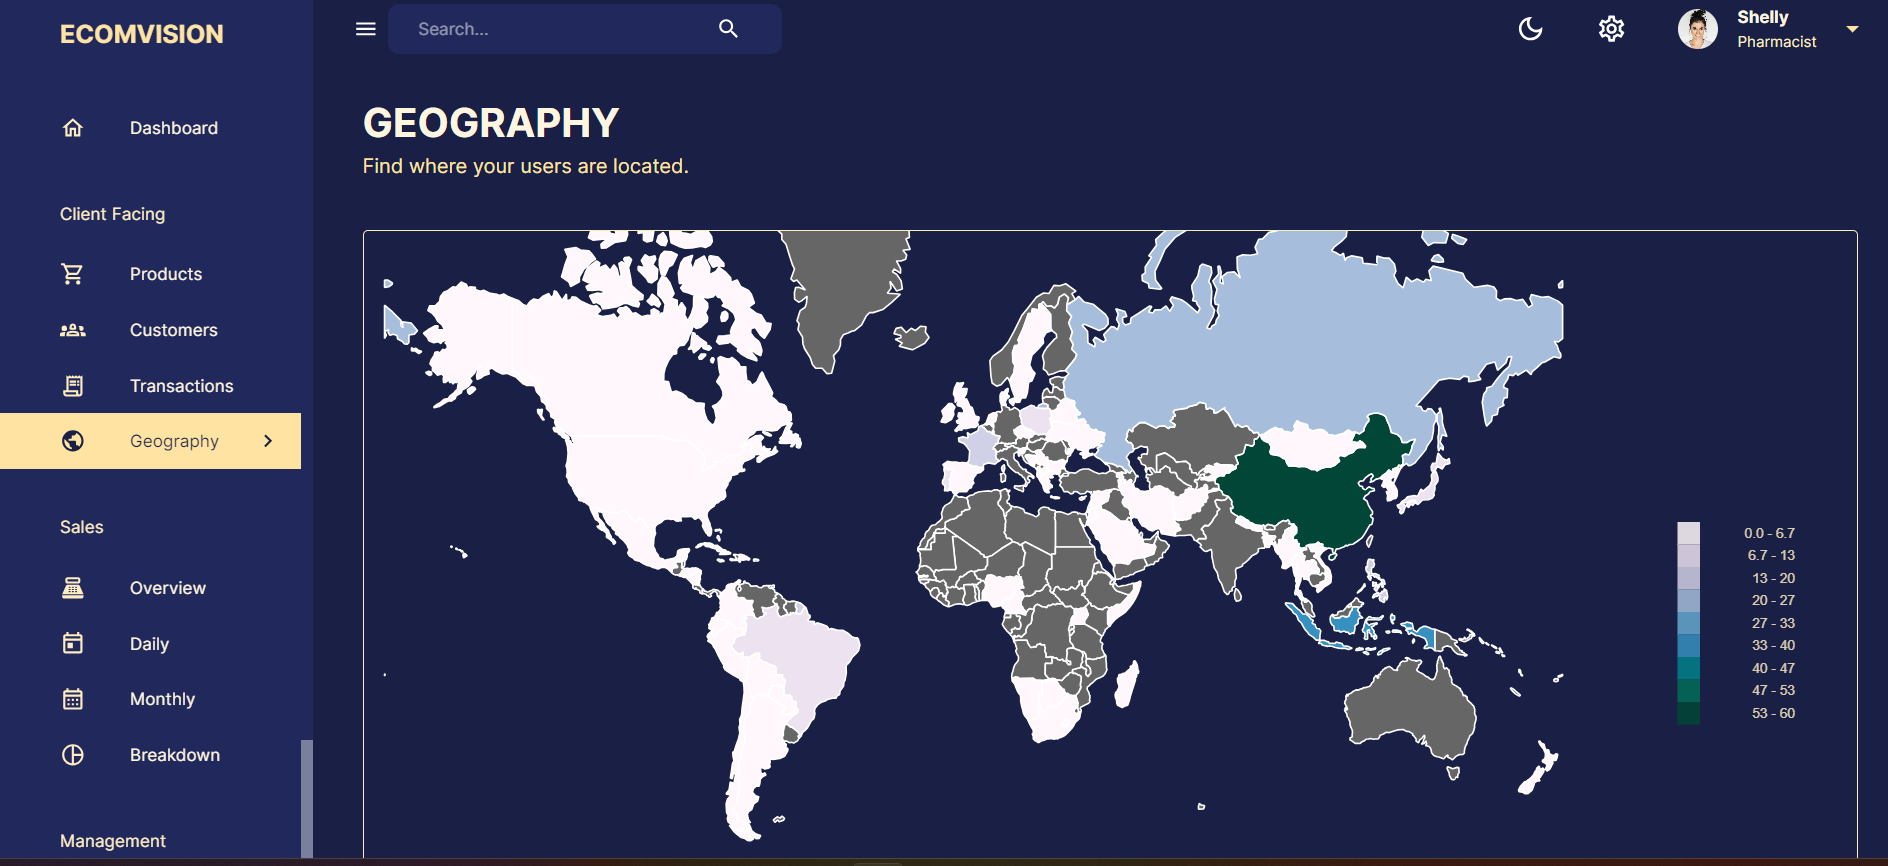 ECOMVISION
Search...
Shelly
Pharmacist
Dashboard
Client Facing
Products
Customers
Transactions
Geography
Sales
Overview
Daily
Monthly
Breakdown
Management
GEOGRAPHY
Find where your users are located.
0.0 - 6.7
6.7 - 13
13 - 20
20 - 27
27 - 33
33 - 40
40 - 47
47 - 53
53 - 60